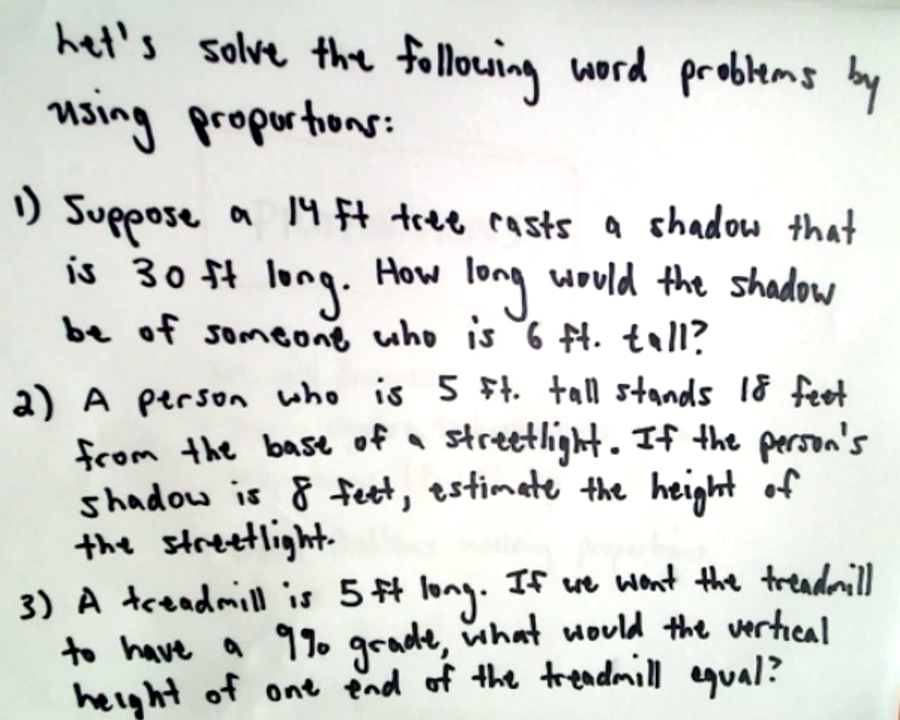 Let's solve the following word problems by
using proportions:
1) Suppose a 14 ft tree casts a shadow that
is 30 ft long. How long would the shadow
be of someone who is 6 ft. tall?
2) A person who is 5 ft. tall stands 18 feet
from the base of a streetlight. If the person's
shadow is 8 feet, estimate the height of
the streetlight.
3) A treadmill is 5 ft long. If we want the treadmill
to have a 9% grade, what would the vertical
height of one end of the treadmill equal?